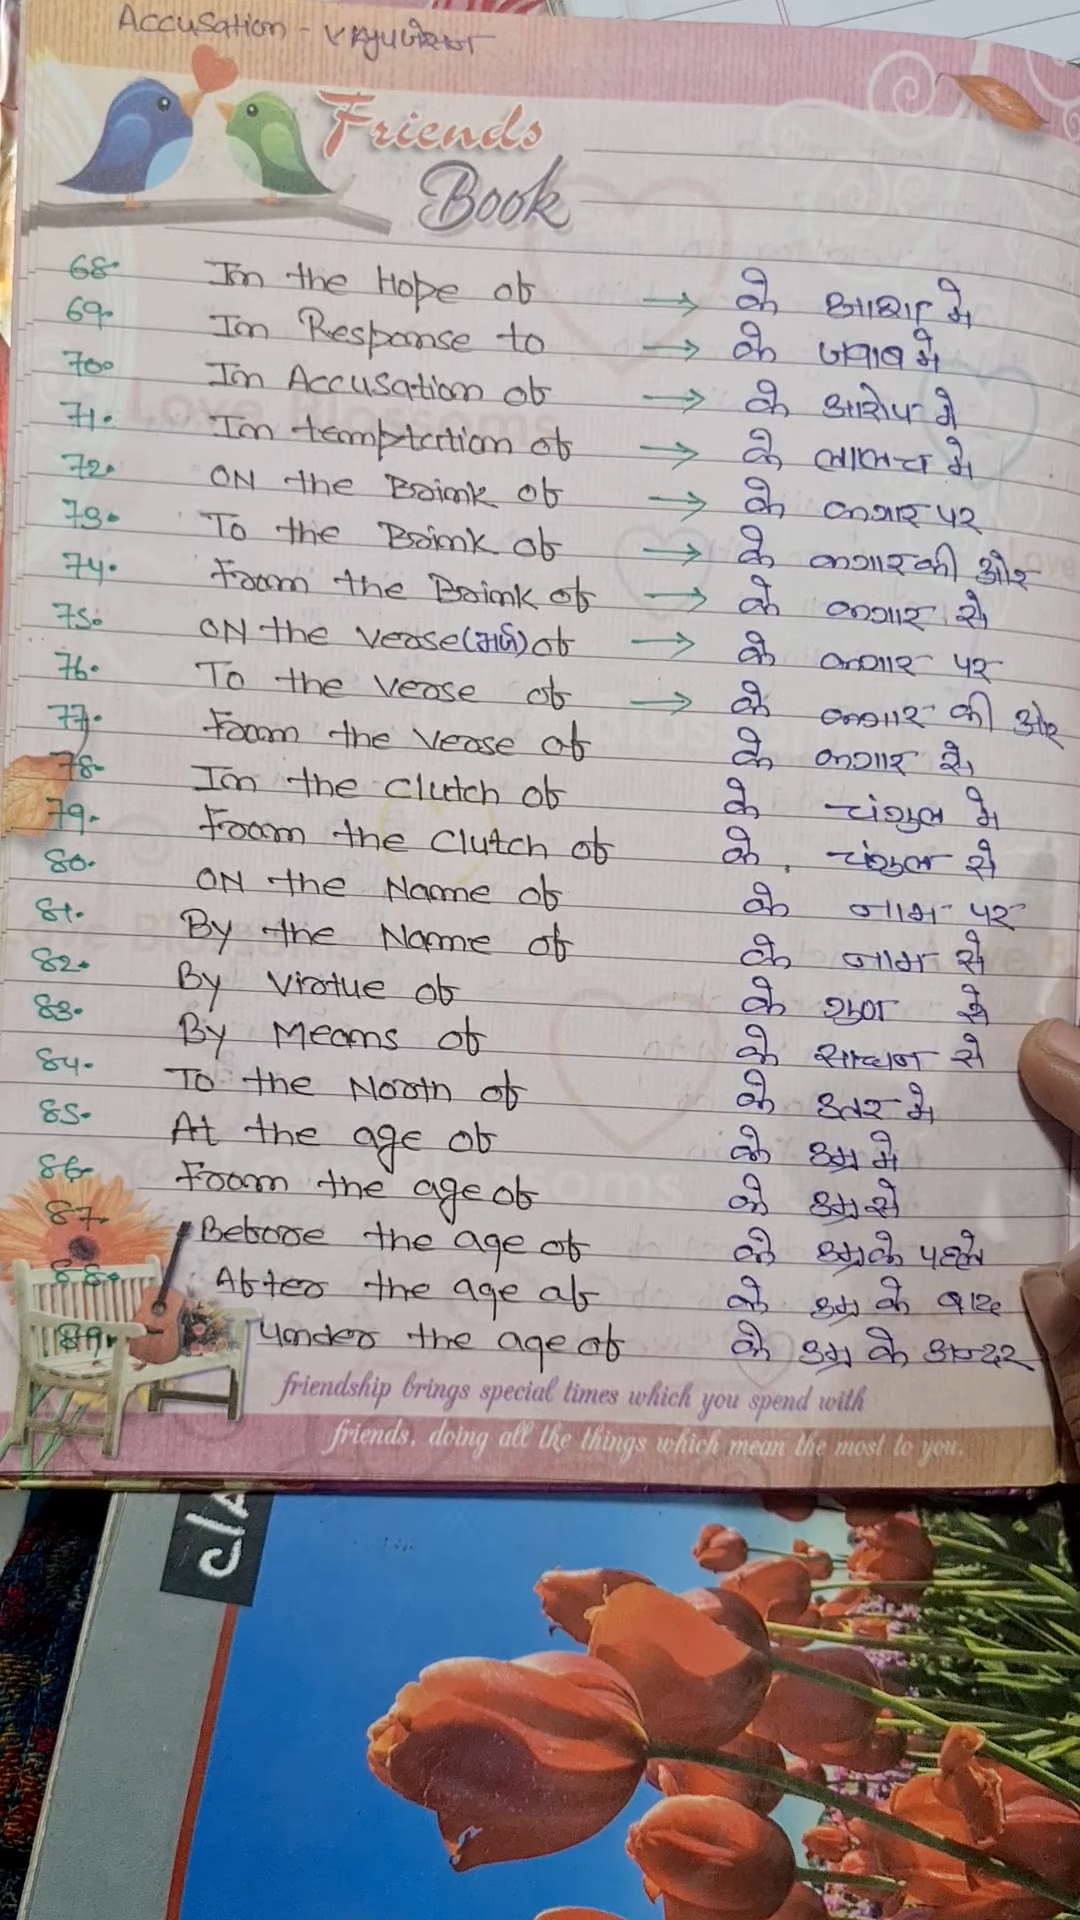 Accusation -
Friends
Book
68. In the Hope of → के आशा मे
69. In Response to → के जवाब मे
70. In Accusation of → के आरोप मे
71. In temptation of → के लालच मे
72. ON the Brink of → के कगार पर
73. To the Brink of → के कगार की ओर
74. From the Brink of → के कगार से
75. ON the verse(मर्ज) of → के कगार पर
76. To the verse of → के कगार की ओर
77. From the verse of के कगार से
78. In the Clutch of के चंगुल मे
79. From the Clutch of के चंगुल से
80. ON the Name of के नाम पर
81. By the Name of के नाम से
82. By Virtue of के गुण से
83. By Means of के साधन से
84. To the North of के उतर मे
85. At the age of के उम्र मे
86. From the age of के उम्र से
87. Before the age of के उम्र के पहले
88. After the age of के उम्र के बाद
89. under the age of के उम्र के अन्दर
friendship brings special times which you spend with
friends, doing all the things which mean the most to you.